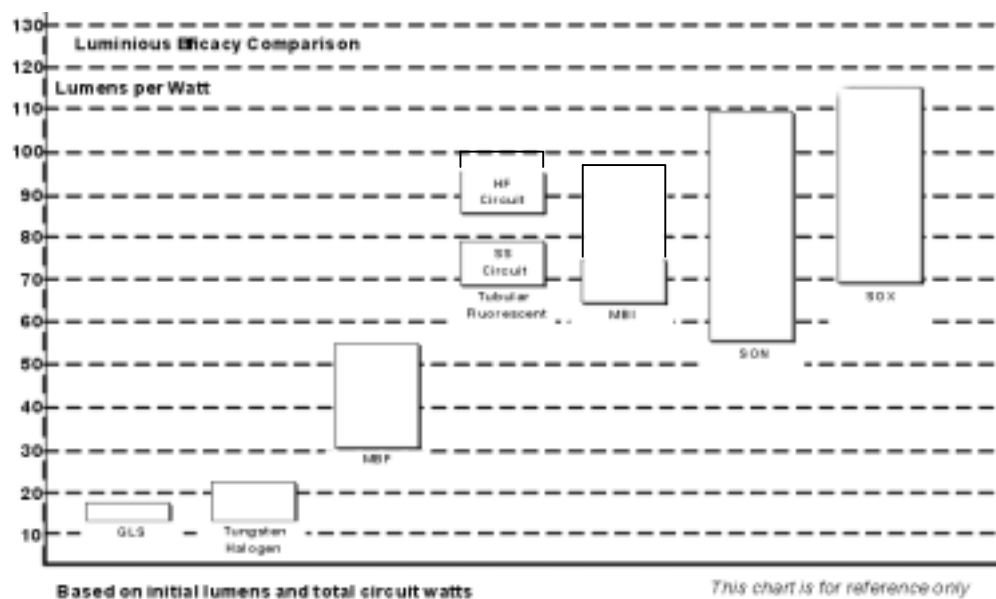 130
Luminious Efficacy Comparison
120
Lumens per Watt
110
100
90
80
70
60
50
40
30
20
10
HF
Circuit
SS
Circuit
Tubular
Fluorescent
MBI
SON
SOX
MBF
GLS
Tungsten
Halogen
Based on initial lumens and total circuit watts
This chart is for reference only